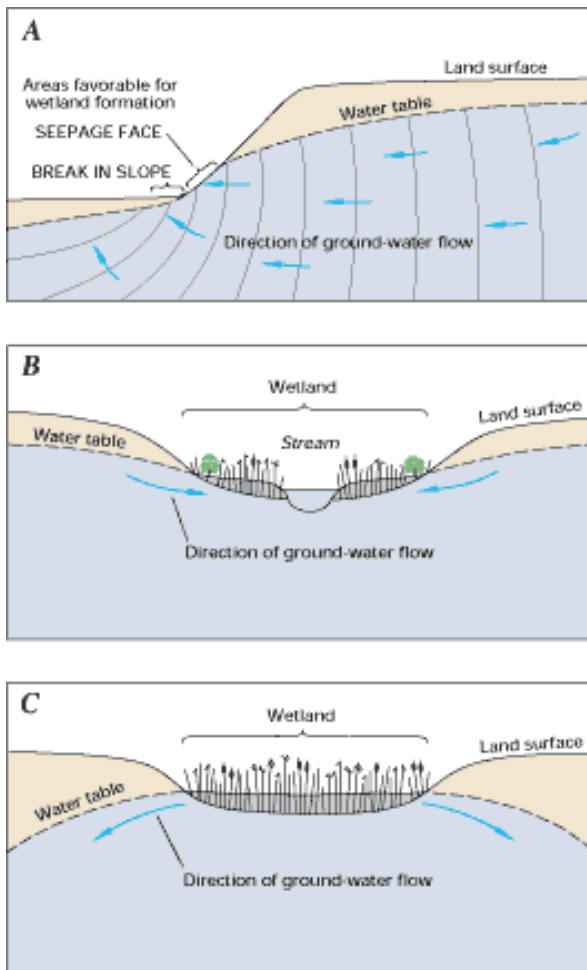 A
Land surface
Areas favorable for
wetland formation
Water table
SEEPAGE FACE
BREAK IN SLOPE
Direction of ground-water flow
B
Wetland
Land surface
Water table
Stream
Direction of ground-water flow
C
Wetland
Land surface
Water table
Direction of ground-water flow